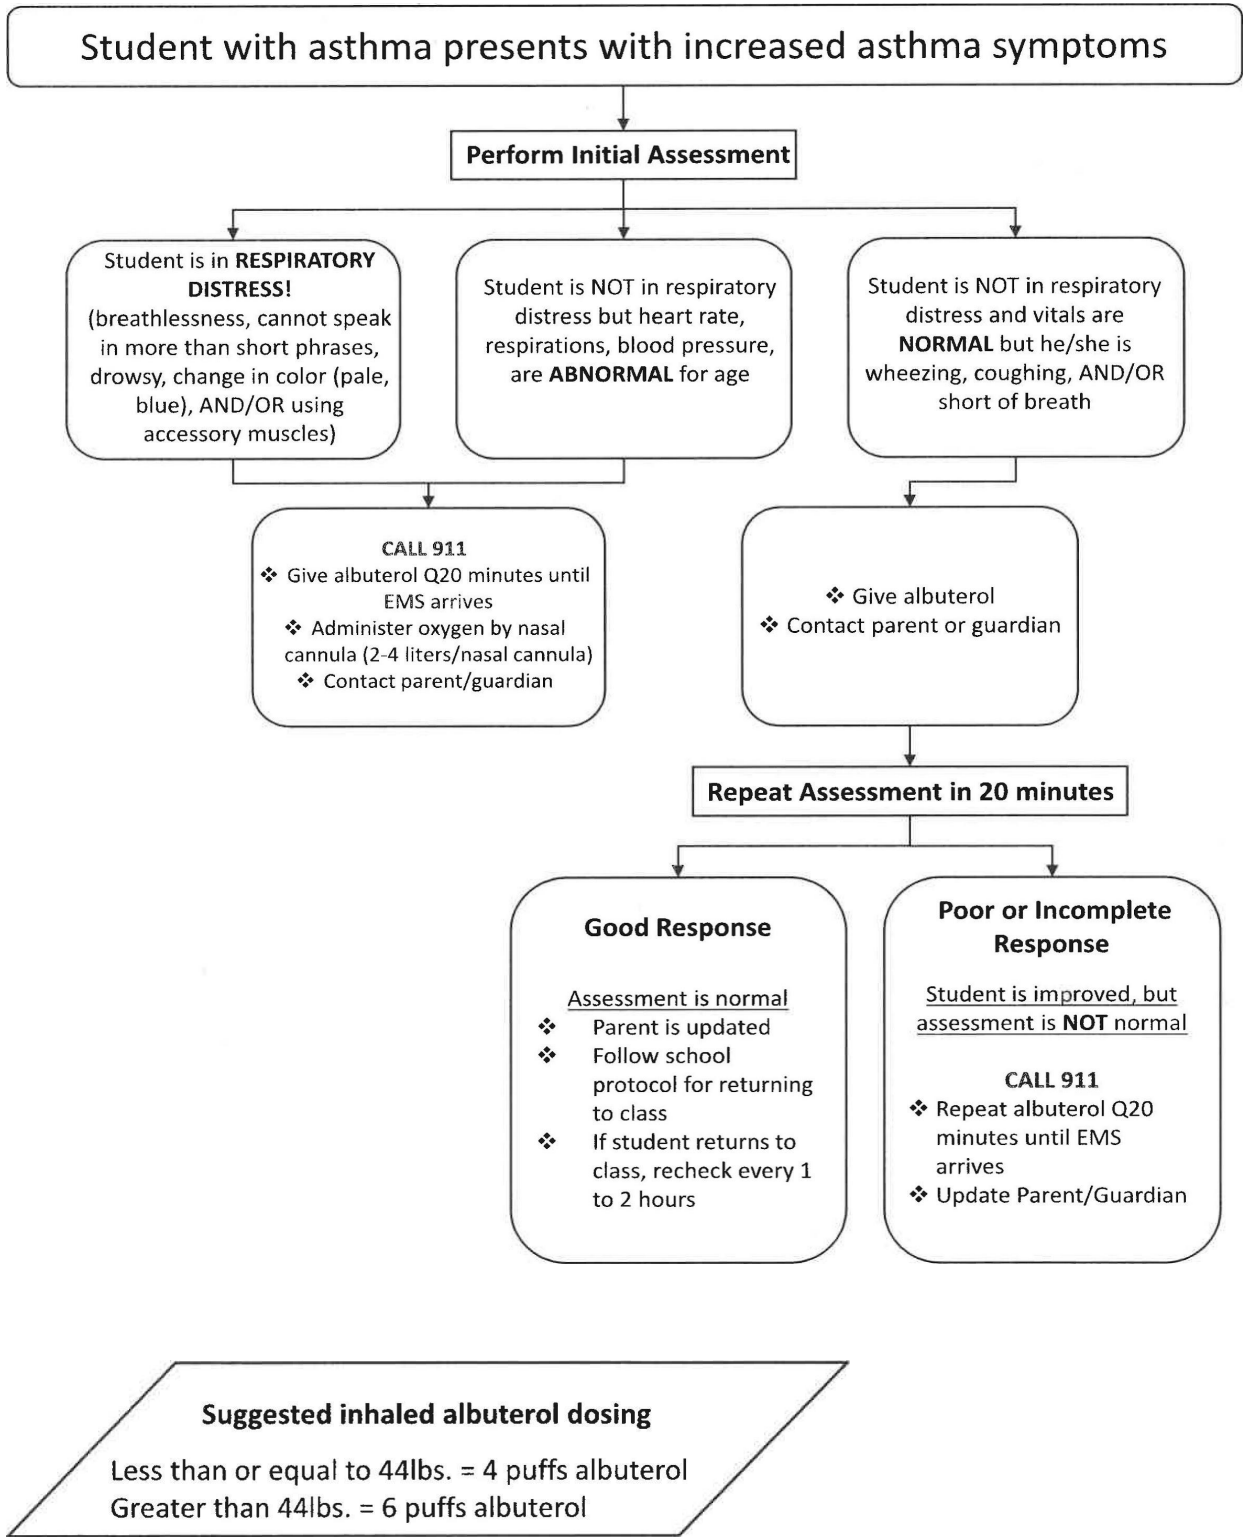 Student with asthma presents with increased asthma symptoms
Perform Initial Assessment
Student is in RESPIRATORY
DISTRESS!
(breathlessness, cannot speak
in more than short phrases,
drowsy, change in color (pale,
blue), AND/OR using
accessory muscles)
Student is NOT in respiratory
distress but heart rate,
respirations, blood pressure,
are ABNORMAL for age
Student is NOT in respiratory
distress and vitals are
NORMAL but he/she is
wheezing, coughing, AND/OR
short of breath
CALL 911
❖ Give albuterol Q20 minutes until
EMS arrives
❖ Administer oxygen by nasal
cannula (2-4 liters/nasal cannula)
❖ Contact parent/guardian
❖ Give albuterol
❖ Contact parent or guardian
Repeat Assessment in 20 minutes
Good Response
Assessment is normal
❖ Parent is updated
❖ Follow school
protocol for returning
to class
❖ If student returns to
class, recheck every 1
to 2 hours
Poor or Incomplete
Response
Student is improved, but
assessment is NOT normal
CALL 911
❖ Repeat albuterol Q20
minutes until EMS
arrives
❖ Update Parent/Guardian
Suggested inhaled albuterol dosing
Less than or equal to 44lbs. = 4 puffs albuterol
Greater than 44lbs. = 6 puffs albuterol